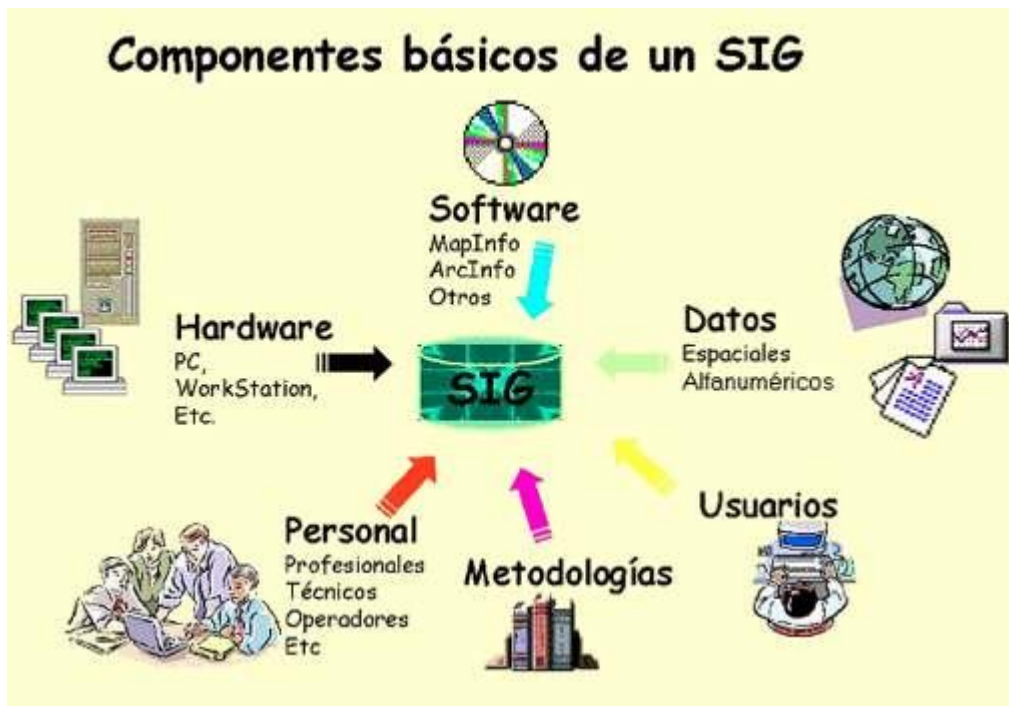 Componentes básicos de un SIG
Software
MapInfo
ArcInfo
Otros
Hardware
PC,
WorkStation,
Etc.
SIG
Datos
Espaciales
Alfanuméricos
Personal
Profesionales
Técnicos
Operadores
Etc
Metodologías
Usuarios